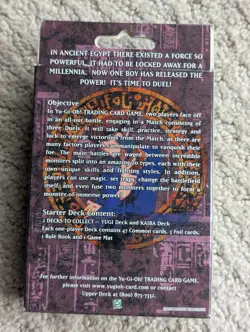 IN ANCIENT EGYPT THERE EXISTED A FORCE SO
POWERFUL, IT HAD TO BE LOCKED AWAY FOR A
MILLENNIA. NOW ONE BOY HAS RELEASED THE
POWER! IT'S TIME TO DUEL!
Objective
In Yu-Gi-Oh! TRADING CARD GAME, two players face off
in an all-out battle, engaging in a Match consisting of
three Duels. It will take skill, practice, strategy and
luck to emerge victorious from the Match, as there are
many factors players can manipulate to vanquish their
foe. The main battles are waged between incredible
monsters split into an amazing six types, each with their
own unique skills and fighting styles. In addition,
players can use magic, set traps, change the battlefield
itself, and even fuse two monsters together to form a
monster of immense power!
Starter Deck Content:
2 DECKS TO COLLECT — YUGI Deck and KAIBA Deck
Each one-player Deck contains 47 Common cards, 3 Foil cards,
1 Rule Book and 1 Game Mat
For further information on the Yu-Gi-Oh! TRADING CARD GAME,
please visit www.yugioh-card.com or contact
Upper Deck at (800) 873-7332.